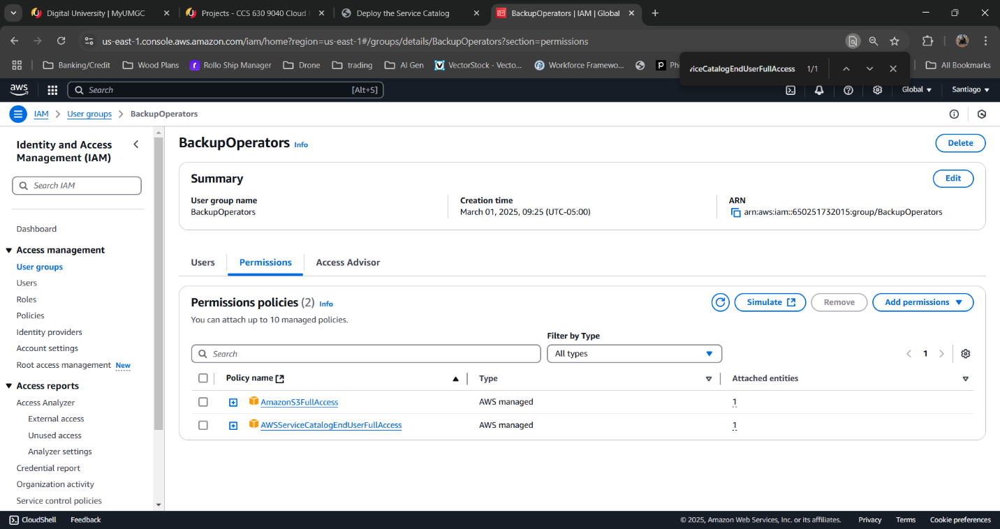 Digital University | MyUMGC
Projects - CCS 630 9040 Cloud
Deploy the Service Catalog
BackupOperators | IAM | Global
us-east-1.console.aws.amazon.com/iam/home?region=us-east-1#/groups/details/BackupOperators?section=permissions
Banking/Credit
Wood Plans
Rollo Ship Manager
Drone
trading
AI Gen
VectorStock - Vecto...
Workforce Framewo...
All Bookmarks
viceCatalogEndUserFullAccess 1/1
aws
Search [Alt+S]
Global
Santiago
IAM
User groups
BackupOperators
Identity and Access
Management (IAM)
Search IAM
Dashboard
Access management
User groups
Users
Roles
Policies
Identity providers
Account settings
Root access management New
Access reports
Access Analyzer
External access
Unused access
Analyzer settings
Credential report
Organization activity
Service control policies
BackupOperators Info
Delete
Summary
Edit
User group name
BackupOperators
Creation time
March 01, 2025, 09:25 (UTC-05:00)
ARN
arn:aws:iam::650251732015:group/BackupOperators
Users
Permissions
Access Advisor
Permissions policies (2) Info
You can attach up to 10 managed policies.
Simulate
Remove
Add permissions
Filter by Type
Search
All types
1
Policy name
Type
Attached entities
AmazonS3FullAccess AWS managed 1
AWSServiceCatalogEndUserFullAccess AWS managed 1
CloudShell
Feedback
© 2025, Amazon Web Services, Inc. or its affiliates.
Privacy
Terms
Cookie preferences